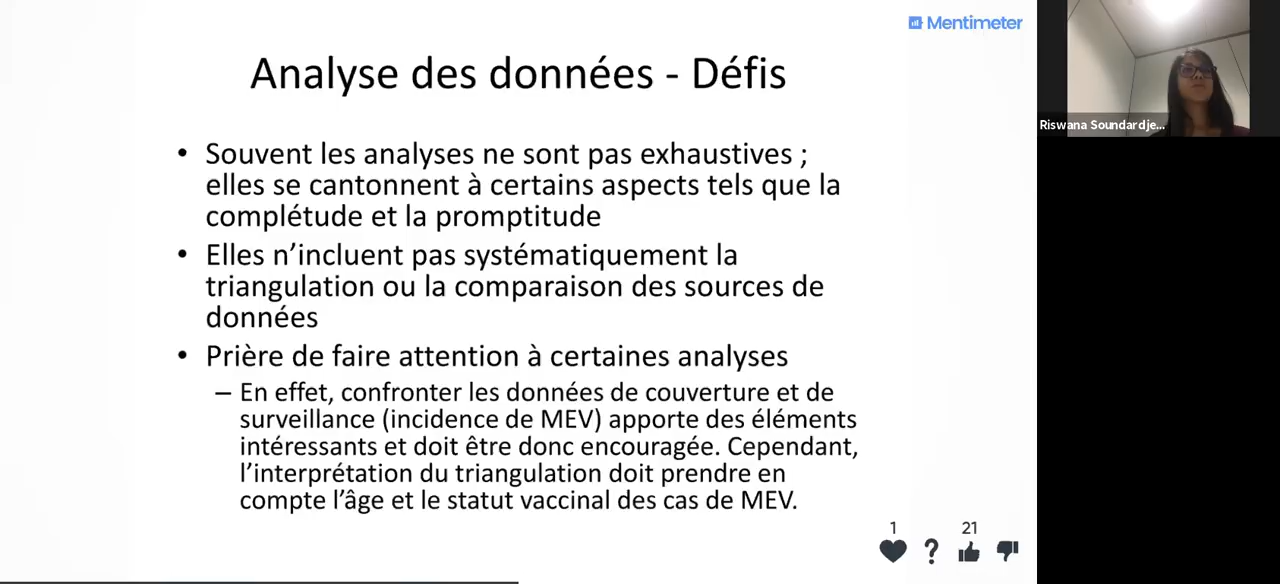 Mentimeter
Analyse des données - Défis
• Souvent les analyses ne sont pas exhaustives ;
elles se cantonnent à certains aspects tels que la
complétude et la promptitude
• Elles n’incluent pas systématiquement la
triangulation ou la comparaison des sources de
données
• Prière de faire attention à certaines analyses
– En effet, confronter les données de couverture et de
surveillance (incidence de MEV) apporte des éléments
intéressants et doit être donc encouragée. Cependant,
l’interprétation du triangulation doit prendre en
compte l’âge et le statut vaccinal des cas de MEV.
1
21
Riswana Soundardje...